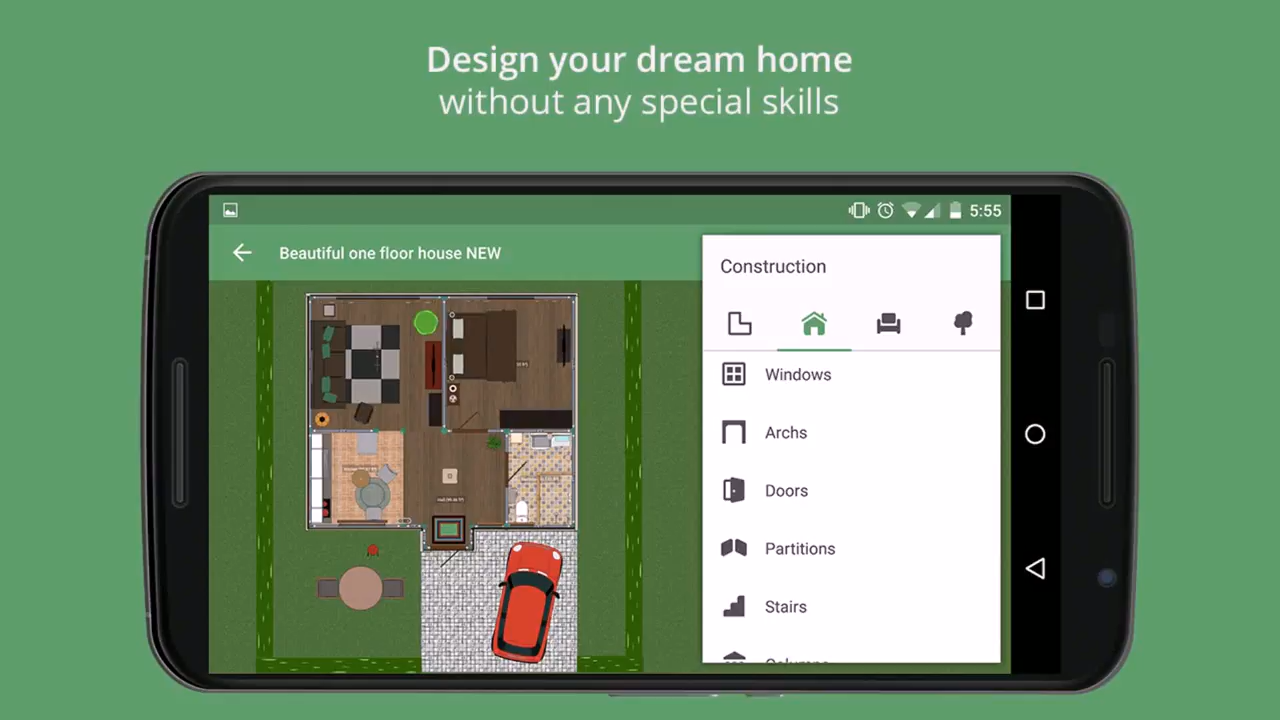 Design your dream home
without any special skills
5:55
Beautiful one floor house NEW
Construction
Windows
Archs
Doors
Partitions
Stairs
Columns